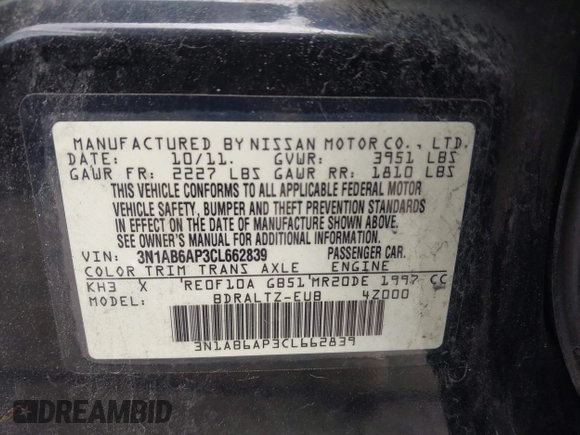 MANUFACTURED BY NISSAN MOTOR CO., LTD.
DATE: 10/11. GVWR: 3951 LBS
GAWR FR: 2227 LBS GAWR RR: 1810 LBS
THIS VEHICLE CONFORMS TO ALL APPLICABLE FEDERAL MOTOR
VEHICLE SAFETY, BUMPER AND THEFT PREVENTION STANDARDS
IN EFFECT ON THE DATE OF MANUFACTURE SHOWN ABOVE.
SEE OWNER'S MANUAL FOR ADDITIONAL INFORMATION.
VIN: 3N1AB6AP3CL662839 PASSENGER CAR.
COLOR TRIM TRANS AXLE ENGINE
KH3 X 'RE0F10A GB51'MR20DE 1997 CC
MODEL: BDRALTZ-EUB 4Z000
3N1AB6AP3CL662839
DREAMBID